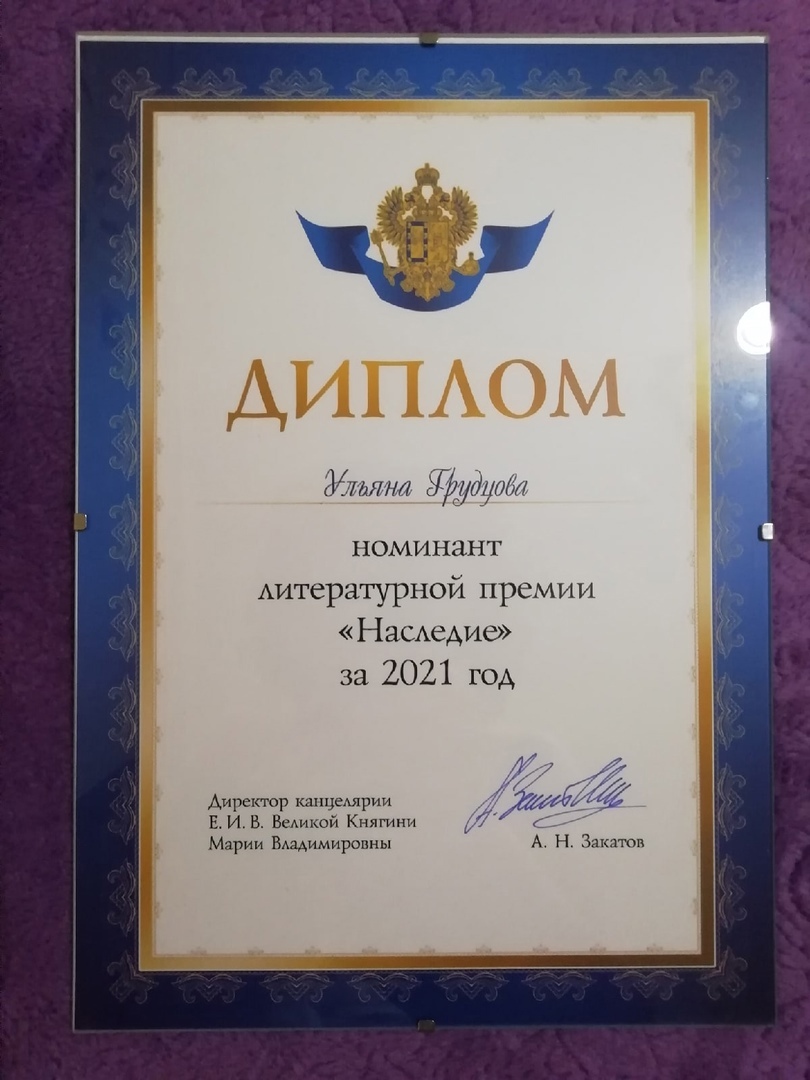 ДИПЛОМ
Ульяна Грудцова
номинант
литературной премии
«Наследие»
за 2021 год
Директор канцелярии
Е. И. В. Великой Княгини
Марии Владимировны
А. Н. Закатов